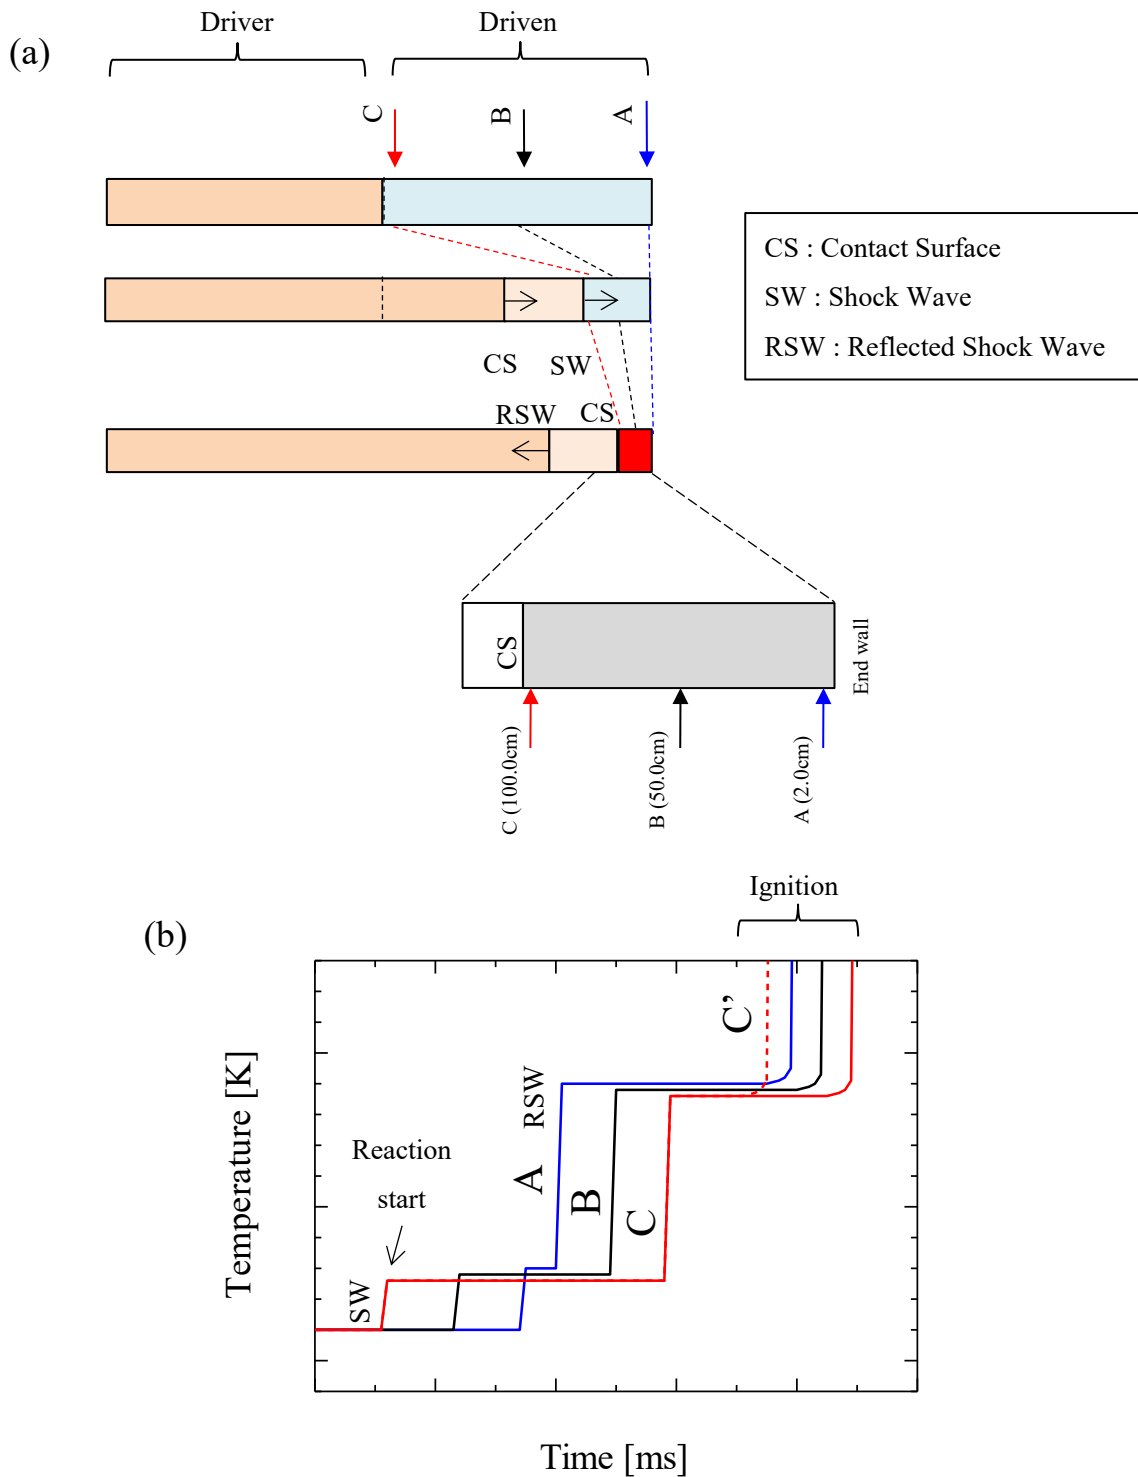 (a)
Driver
Driven
C
B
A
CS : Contact Surface
SW : Shock Wave
RSW : Reflected Shock Wave
CS
SW
RSW
CS
CS
End wall
C (100.0cm)
B (50.0cm)
A (2.0cm)
(b)
Ignition
C’
RSW
A
B
C
Reaction
start
SW
Temperature [K]
Time [ms]